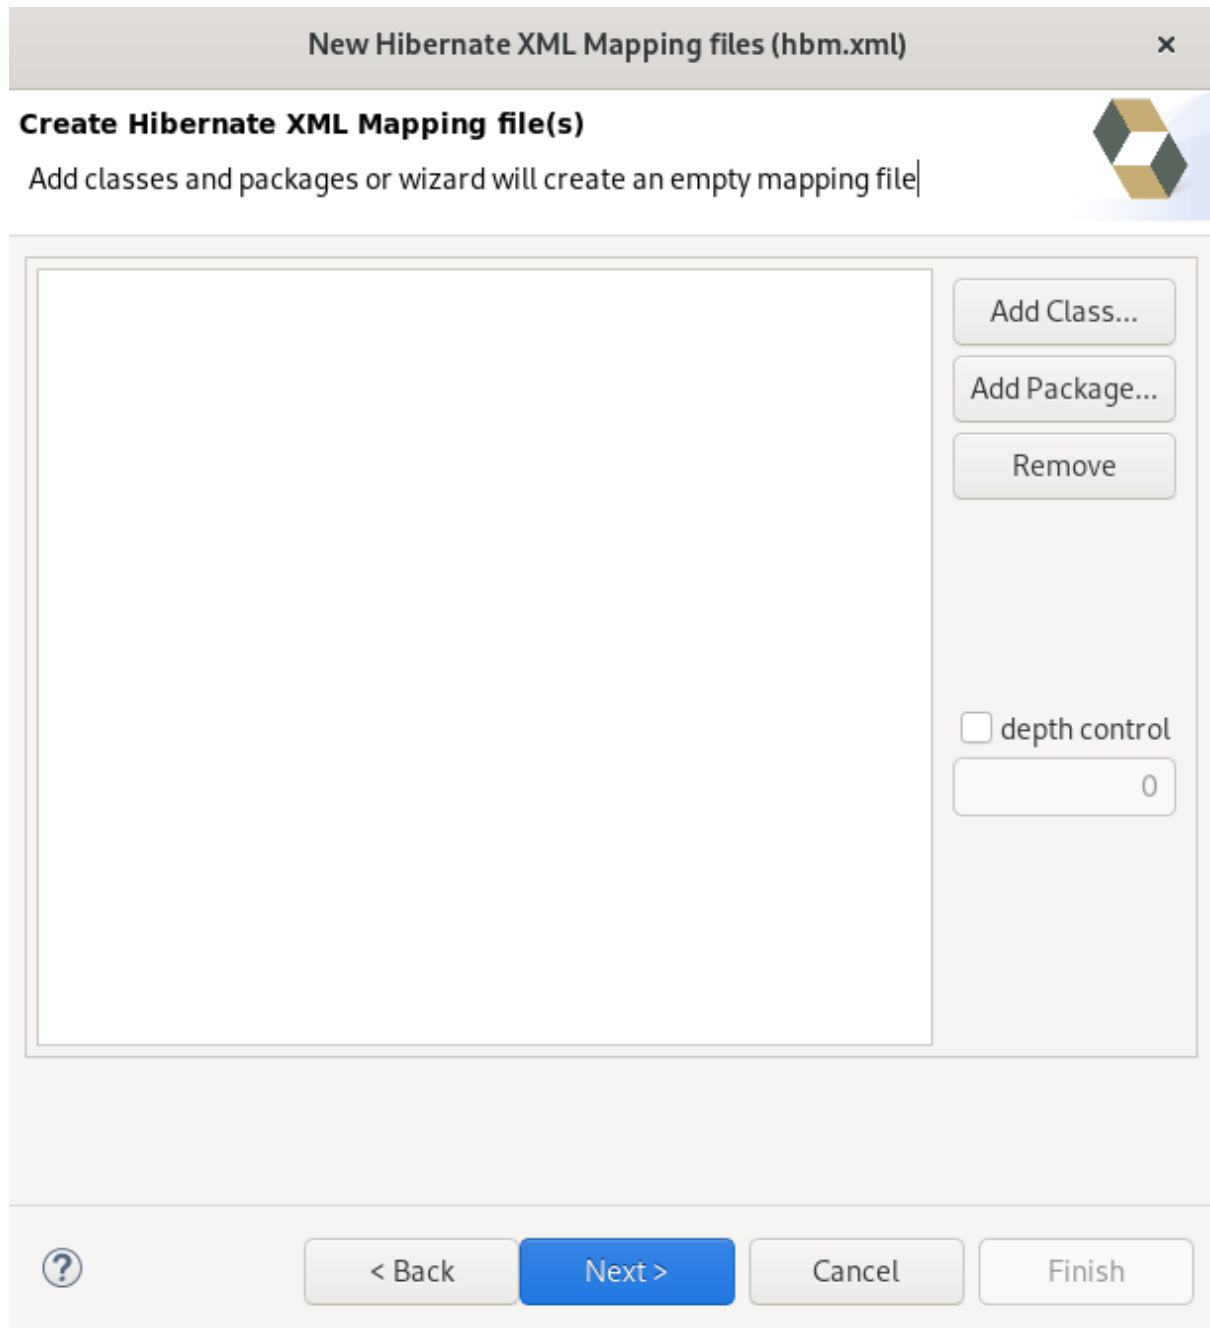 New Hibernate XML Mapping files (hbm.xml)
×
Create Hibernate XML Mapping file(s)
Add classes and packages or wizard will create an empty mapping file
Add Class...
Add Package...
Remove
depth control
0
?
< Back
Next >
Cancel
Finish